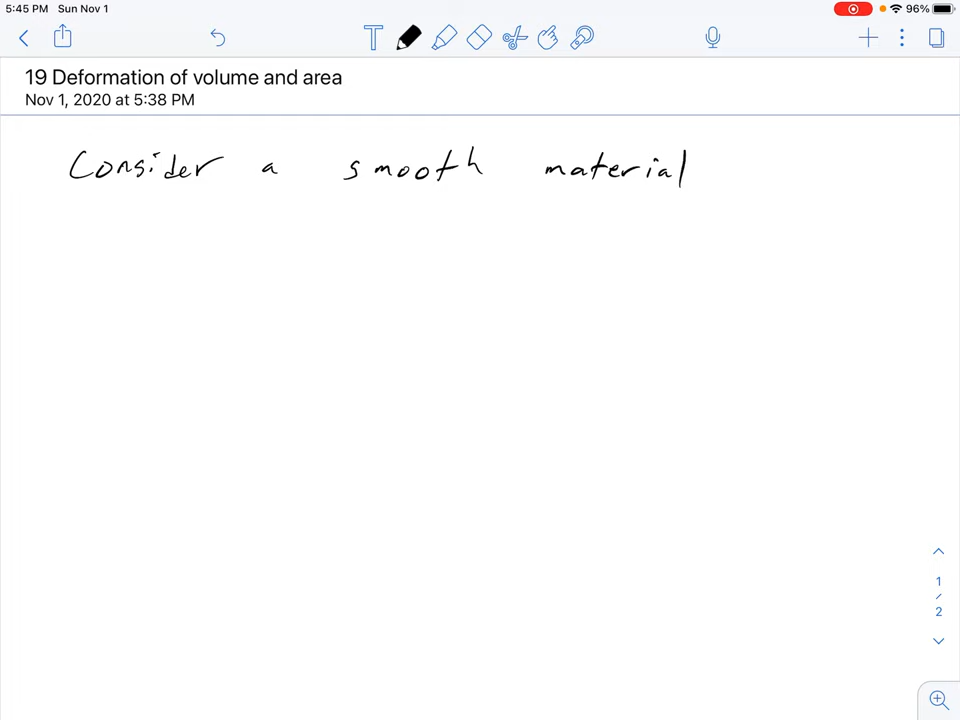 5:45 PM Sun Nov 1
96%
T
19 Deformation of volume and area
Nov 1, 2020 at 5:38 PM
Consider a smooth material
1
/
2